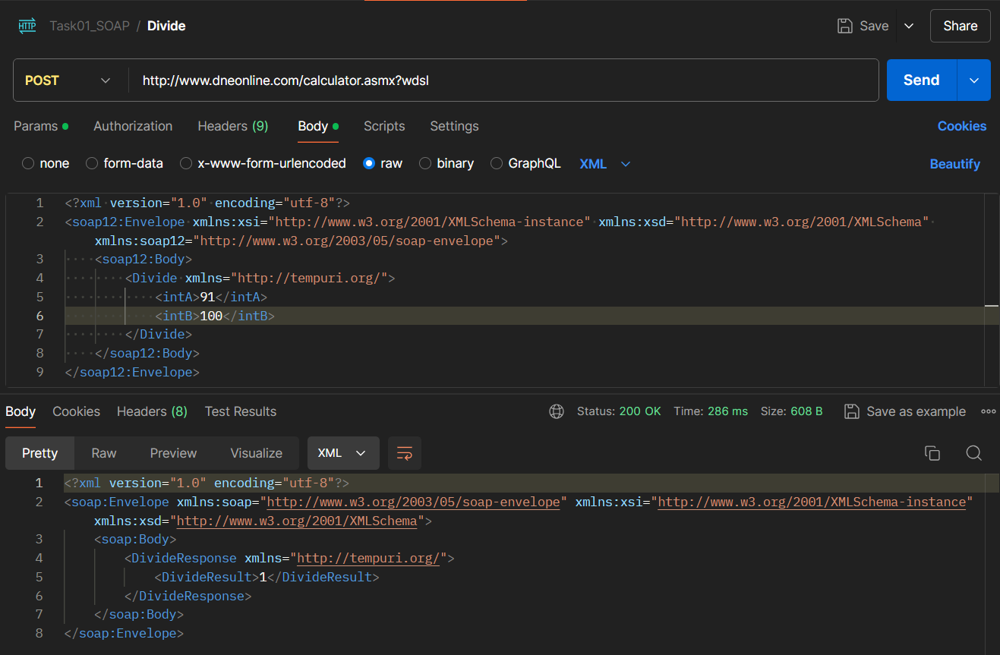 HTTP Task01_SOAP / Divide Save Share
POST http://www.dneonline.com/calculator.asmx?wdsl Send
Params Authorization Headers (9) Body Scripts Settings Cookies
none form-data x-www-form-urlencoded raw binary GraphQL XML Beautify
1 <?xml version="1.0" encoding="utf-8"?>
2 <soap12:Envelope xmlns:xsi="http://www.w3.org/2001/XMLSchema-instance" xmlns:xsd="http://www.w3.org/2001/XMLSchema"
xmlns:soap12="http://www.w3.org/2003/05/soap-envelope">
3 <soap12:Body>
4 <Divide xmlns="http://tempuri.org/">
5 <intA>91</intA>
6 <intB>100</intB>
7 </Divide>
8 </soap12:Body>
9 </soap12:Envelope>
Body Cookies Headers (8) Test Results Status: 200 OK Time: 286 ms Size: 608 B Save as example
Pretty Raw Preview Visualize XML
1 <?xml version="1.0" encoding="utf-8"?>
2 <soap:Envelope xmlns:soap="http://www.w3.org/2003/05/soap-envelope" xmlns:xsi="http://www.w3.org/2001/XMLSchema-instance"
xmlns:xsd="http://www.w3.org/2001/XMLSchema">
3 <soap:Body>
4 <DivideResponse xmlns="http://tempuri.org/">
5 <DivideResult>1</DivideResult>
6 </DivideResponse>
7 </soap:Body>
8 </soap:Envelope>